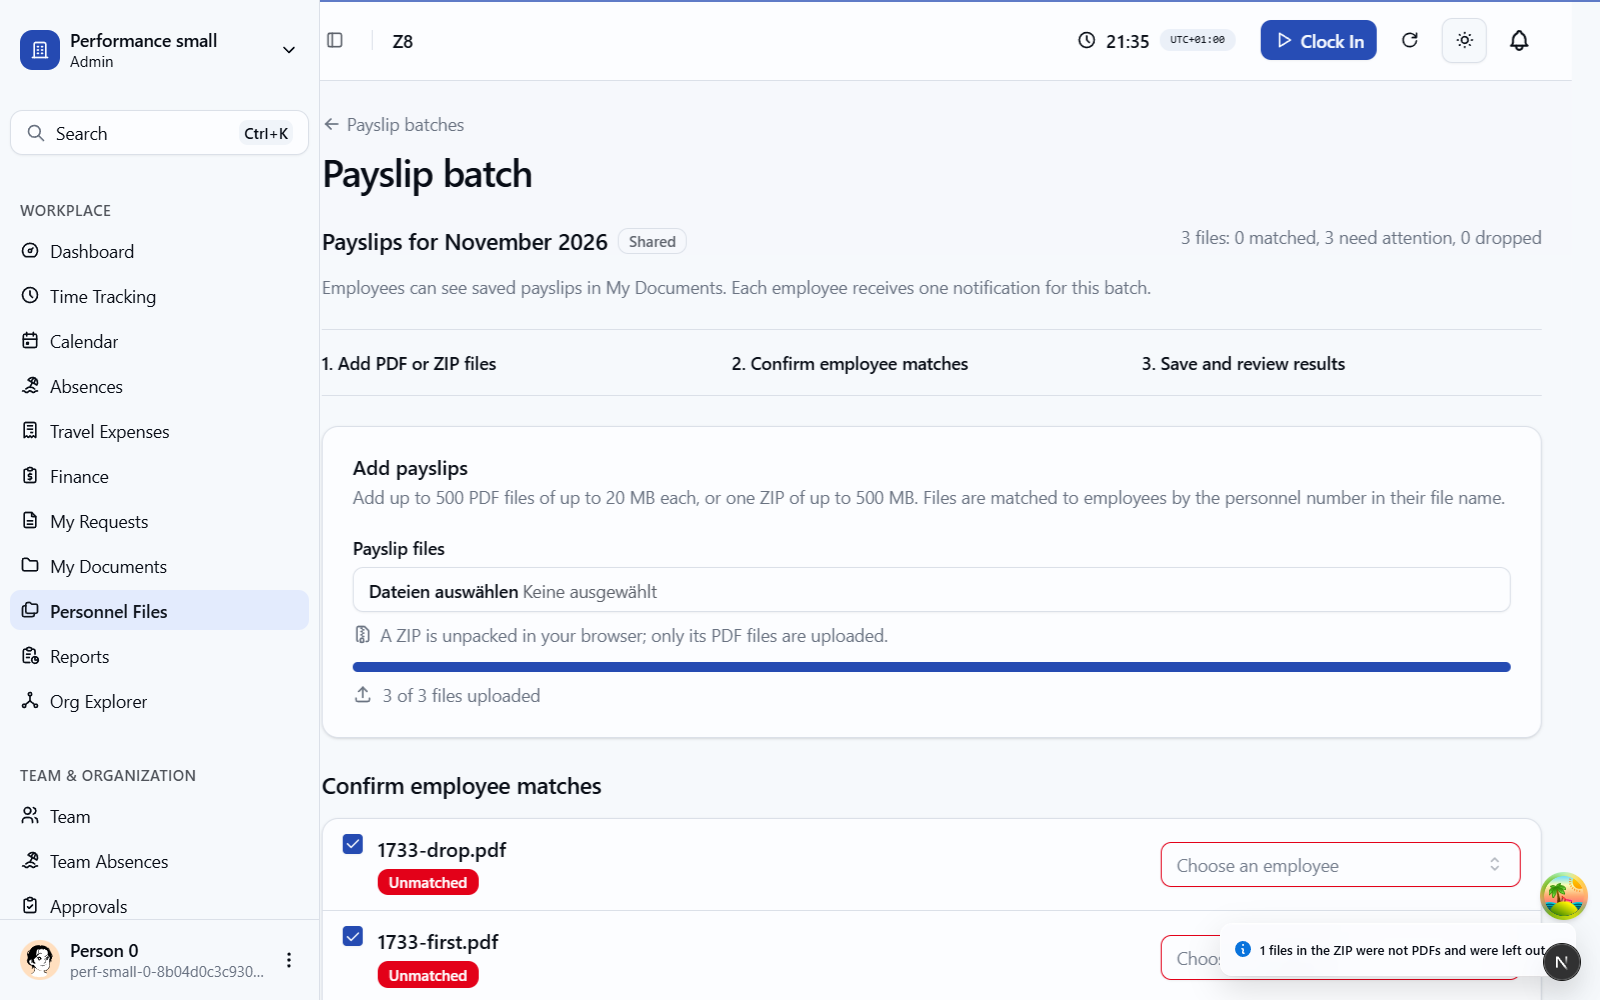 Performance small
Admin
Search
Ctrl+K
WORKPLACE
Dashboard
Time Tracking
Calendar
Absences
Travel Expenses
Finance
My Requests
My Documents
Personnel Files
Reports
Org Explorer
TEAM & ORGANIZATION
Team
Team Absences
Approvals
Person 0
perf-small-0-8b04d0c3c930...
Z8
21:35
UTC+01:00
Clock In
Payslip batches
Payslip batch
Payslips for November 2026
Shared
3 files: 0 matched, 3 need attention, 0 dropped
Employees can see saved payslips in My Documents. Each employee receives one notification for this batch.
1. Add PDF or ZIP files
2. Confirm employee matches
3. Save and review results
Add payslips
Add up to 500 PDF files of up to 20 MB each, or one ZIP of up to 500 MB. Files are matched to employees by the personnel number in their file name.
Payslip files
Dateien auswählen Keine ausgewählt
A ZIP is unpacked in your browser; only its PDF files are uploaded.
3 of 3 files uploaded
Confirm employee matches
1733-drop.pdf
Unmatched
Choose an employee
1733-first.pdf
Unmatched
1 files in the ZIP were not PDFs and were left out
N